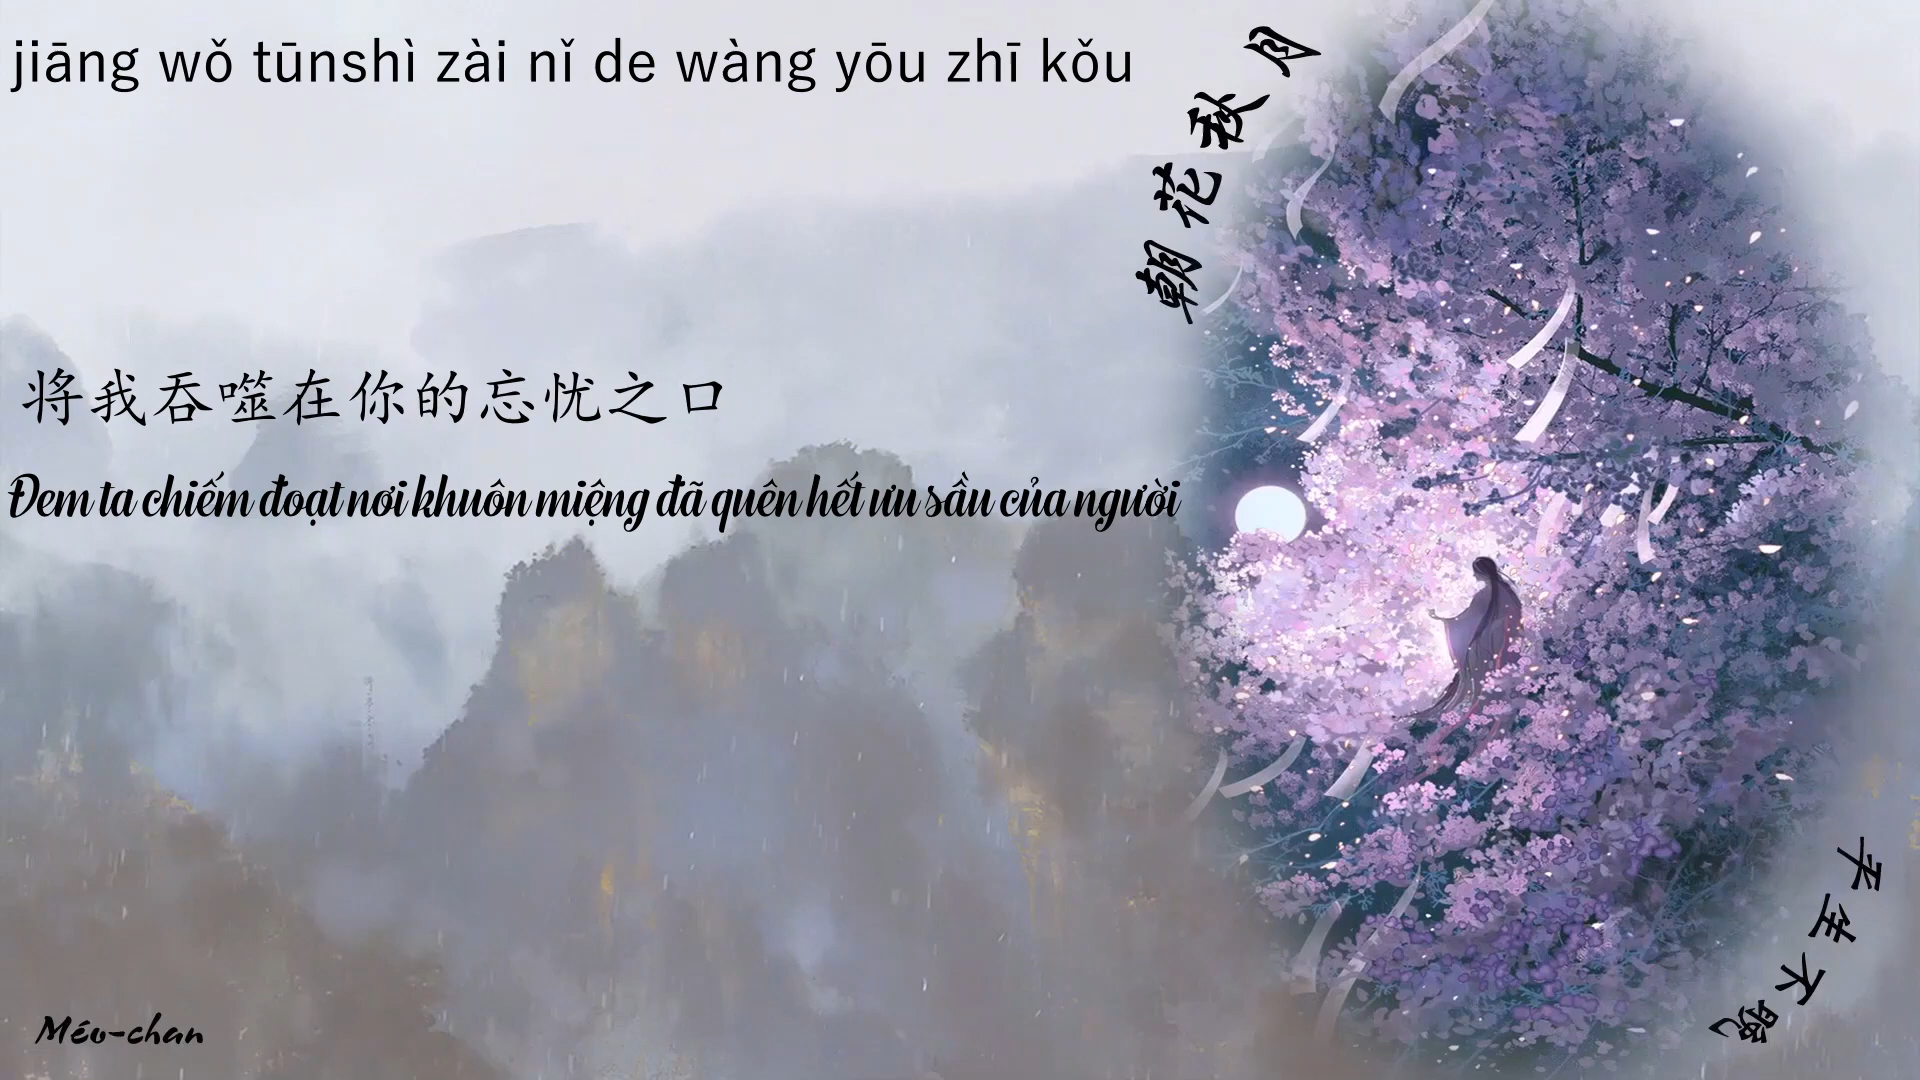 jiāng wǒ tūnshì zài nǐ de wàng yōu zhī kǒu
朝花秋月
将我吞噬在你的忘忧之口
Đem ta chiếm đoạt nơi khuôn miệng đã quên hết ưu sầu của người
平生不晚
Méo-chan